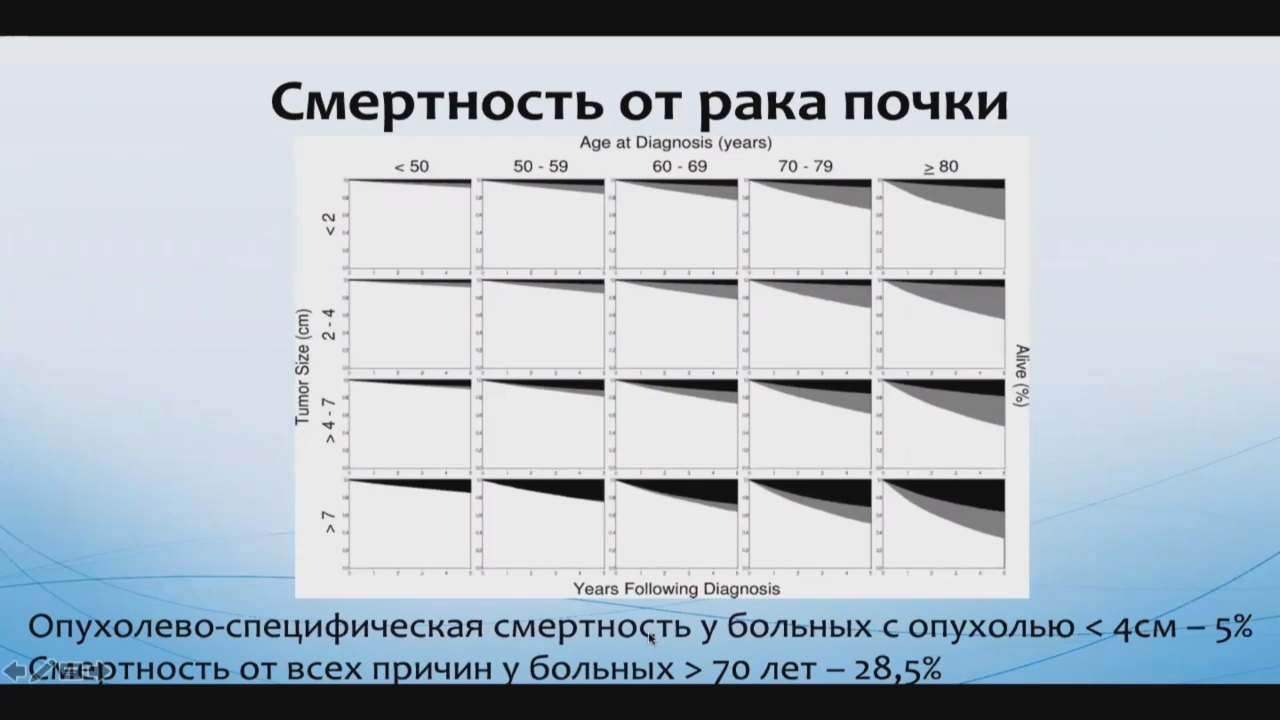 Смертность от рака почки
Age at Diagnosis (years)
< 50 50 - 59 60 - 69 70 - 79 ≥ 80
Tumor Size (cm)
< 2
2 - 4
> 4 - 7
> 7
Alive (%)
Years Following Diagnosis
Опухолево-специфическая смертность у больных с опухолью < 4см – 5%
Смертность от всех причин у больных > 70 лет – 28,5%